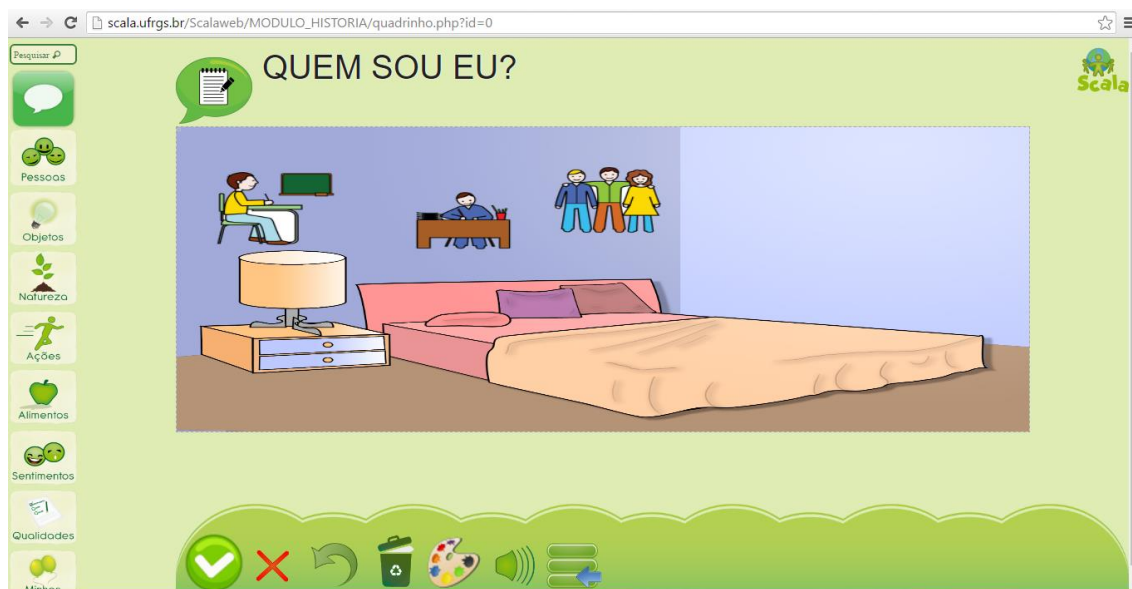 scala.ufrgs.br/Scalaweb/MODULO_HISTORIA/quadrinho.php?id=0
Pesquisar
QUEM SOU EU?
Scala
Pessoas
Objetos
Natureza
Ações
Alimentos
Sentimentos
Qualidades